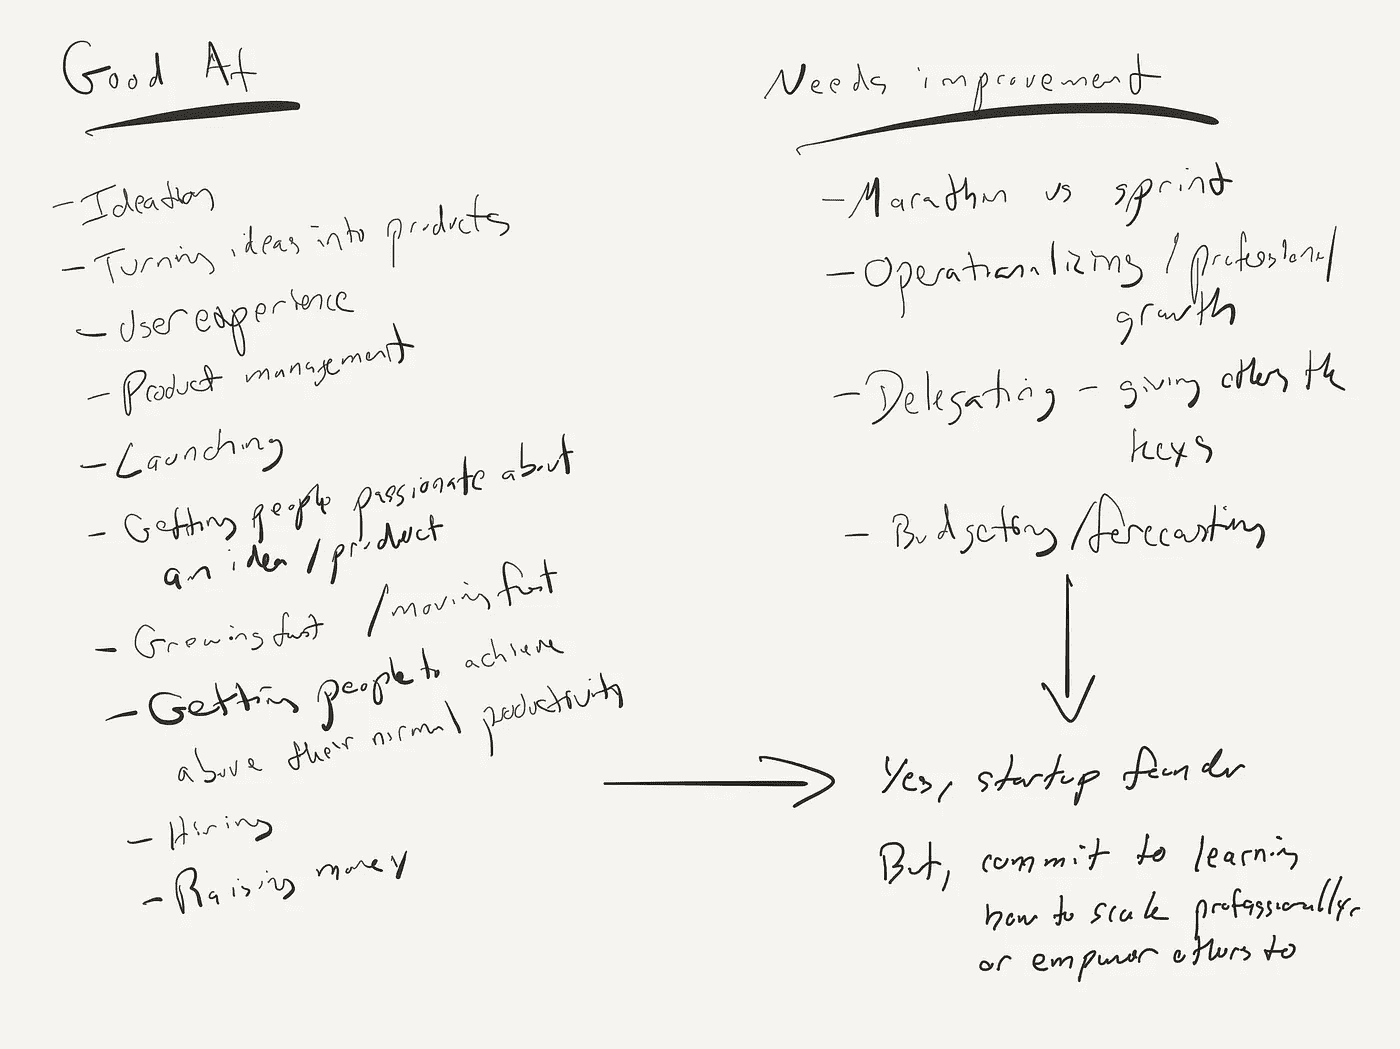 Good At
- Ideation
- Turning ideas into products
- User experience
- Product management
- Launching
- Getting people passionate about
an idea / product
- Growing fast / moving fast
- Getting people to achieve
above their normal productivity
- Hiring
- Raising money
Needs improvement
- Marathon vs sprint
- Operationalizing / professional
growth
- Delegating - giving others the
keys
- Budgeting / forecasting
Yes, startup founder
But, commit to learning
how to scale professionally,
or empower others to